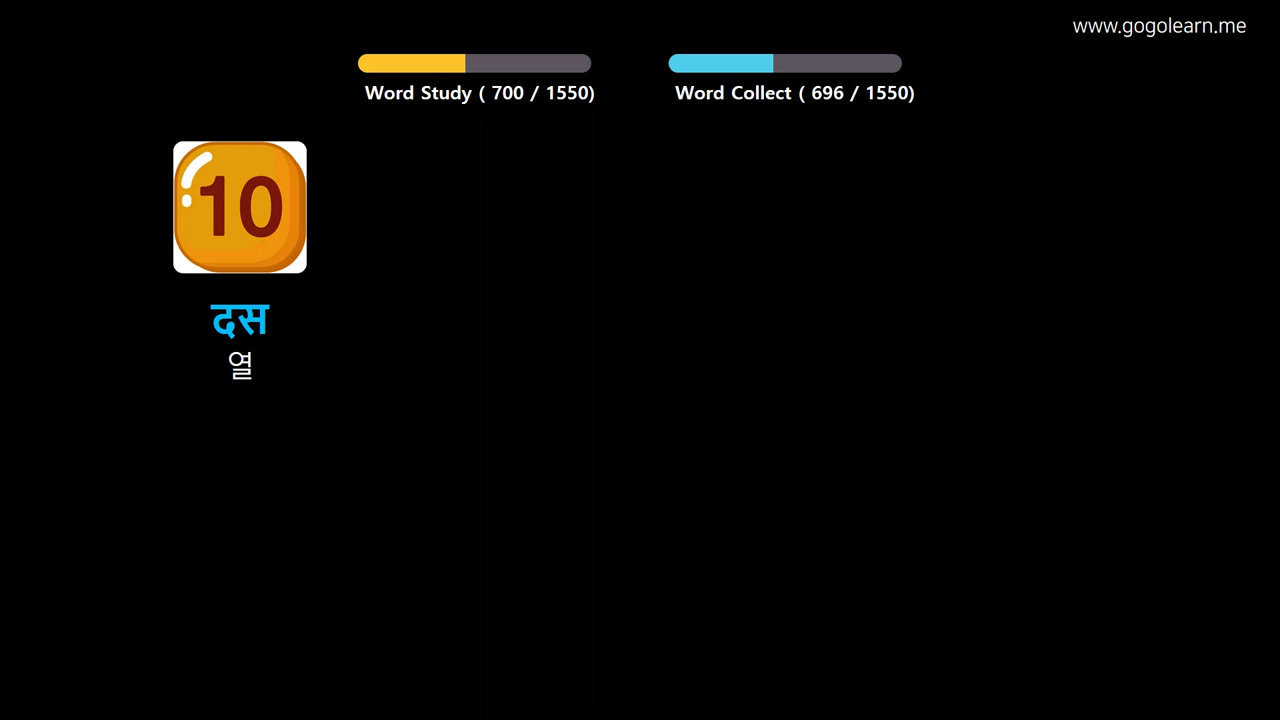 www.gogolearn.me
Word Study ( 700 / 1550)
Word Collect ( 696 / 1550)
10
दस
열